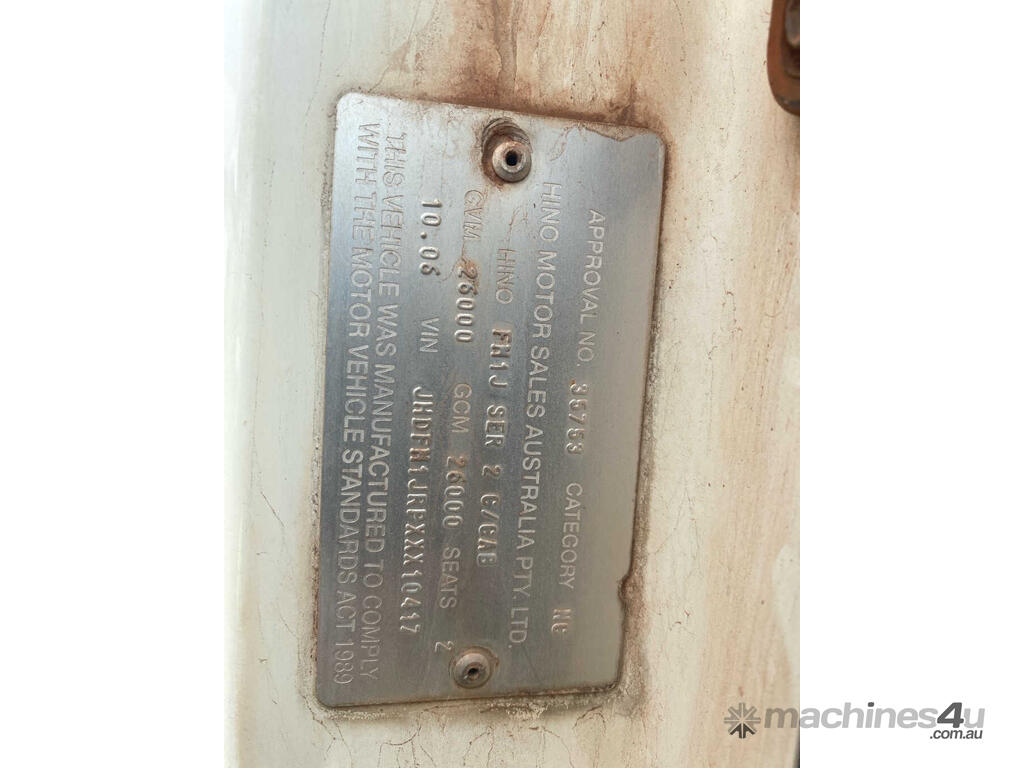 APPROVAL NO. 35753 CATEGORY NC
HINO MOTOR SALES AUSTRALIA PTY. LTD.
HINO FM1J SER 2 C/CAB
GVM 26000 GCM 26000 SEATS 2
10.06 VIN JHDFM1JRPXXX10417
THIS VEHICLE WAS MANUFACTURED TO COMPLY
WITH THE MOTOR VEHICLE STANDARDS ACT 1989
machines4u
.com.au